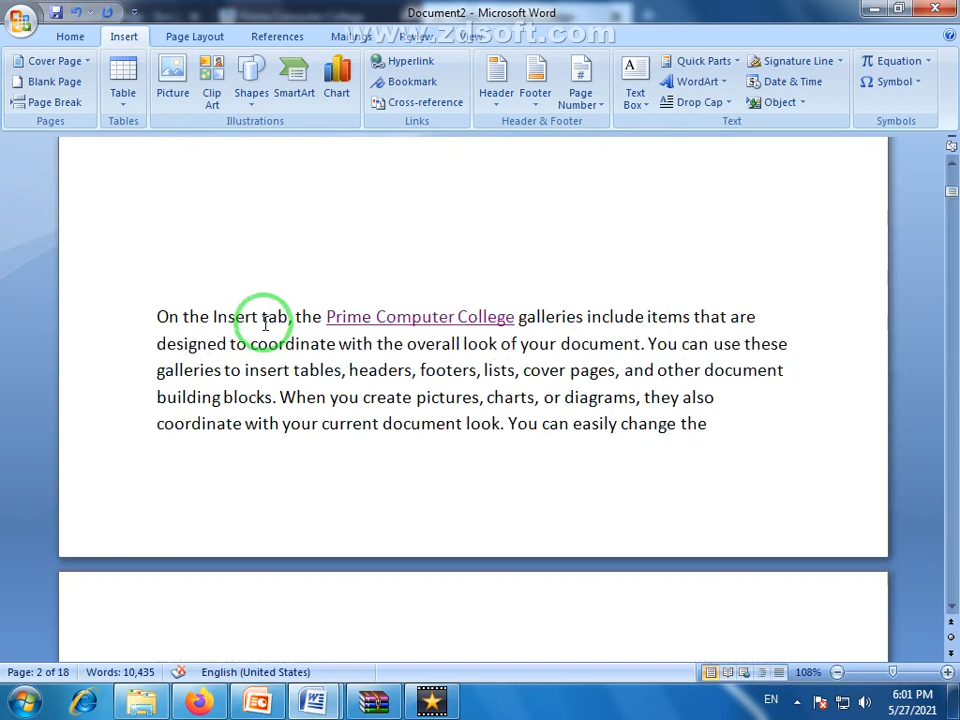 Document2 - Microsoft Word
Home Insert Page Layout References Mailings Review View
www.zdsoft.com
Cover Page
Blank Page
Page Break
Pages
Table
Tables
Picture
Clip Art
Shapes
SmartArt
Chart
Illustrations
Hyperlink
Bookmark
Cross-reference
Links
Header
Footer
Page Number
Header & Footer
Text Box
Quick Parts
WordArt
Drop Cap
Signature Line
Date & Time
Object
Text
Equation
Symbol
Symbols
On the Insert tab, the Prime Computer College galleries include items that are
designed to coordinate with the overall look of your document. You can use these
galleries to insert tables, headers, footers, lists, cover pages, and other document
building blocks. When you create pictures, charts, or diagrams, they also
coordinate with your current document look. You can easily change the
Page: 2 of 18 Words: 10,435 English (United States) 108%
EN
6:01 PM
5/27/2021